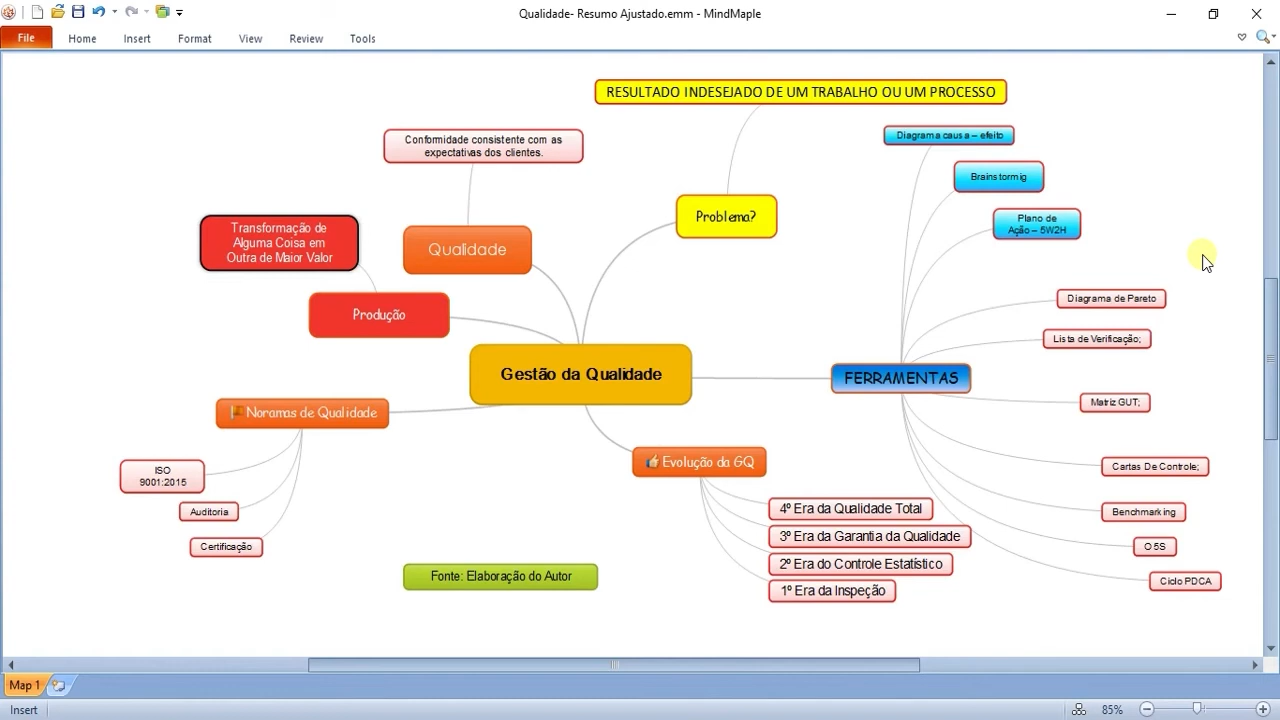 Qualidade- Resumo Ajustado.emm - MindMaple
File Home Insert Format View Review Tools
RESULTADO INDESEJADO DE UM TRABALHO OU UM PROCESSO
Conformidade consistente com as
expectativas dos clientes.
Diagrama causa – efeito
Brainstormig
Problema?
Plano de
Ação – 5W2H
Transformação de
Alguma Coisa em
Outra de Maior Valor
Qualidade
Produção
Diagrama de Pareto
Lista de Verificação;
Gestão da Qualidade
FERRAMENTAS
Matriz GUT;
Noramas de Qualidade
Evolução da GQ
Cartas De Controle;
ISO
9001:2015
Auditoria
Certificação
4º Era da Qualidade Total
3º Era da Garantia da Qualidade
2º Era do Controle Estatístico
1º Era da Inspeção
Benchmarking
O 5S
Ciclo PDCA
Fonte: Elaboração do Autor
Map 1
Insert
85%